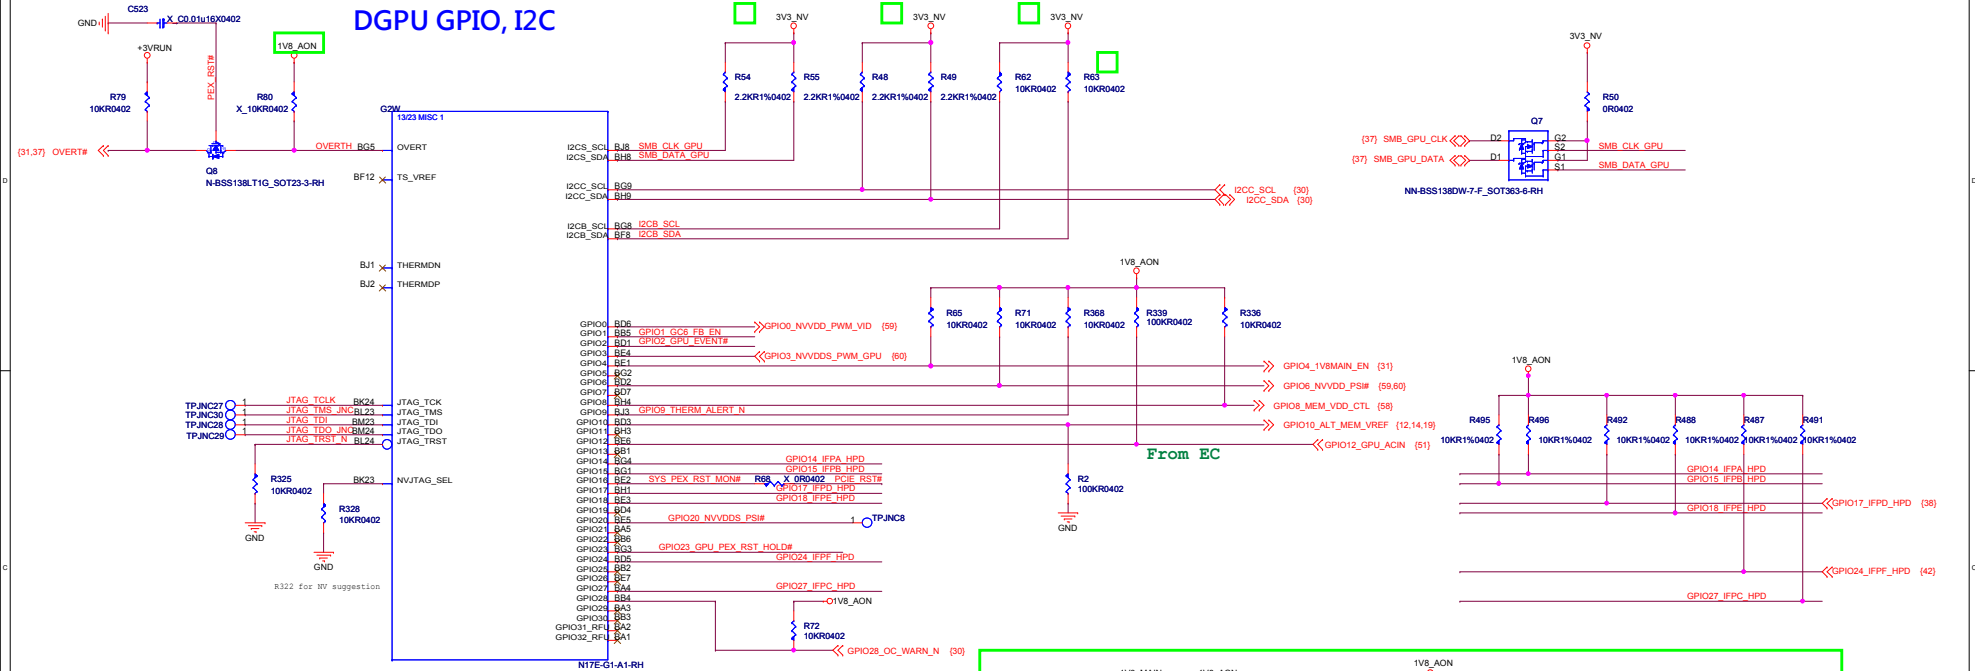 DGPU GPIO, I2C
C523
X_C0.01u16X0402
GND
+3VRUN
1V8_AON
PEX_RST#
R79
10KR0402
R80
X_10KR0402
{31,37} OVERT#
Q8
N-BSS138LT1G_SOT23-3-RH
OVERTH BG5 OVERT
BF12 TS_VREF
BJ1 THERMDN
BJ2 THERMDP
G2W
13/23 MISC 1
TPJNC27 1 JTAG_TCLK BK24 JTAG_TCK
TPJNC30 1 JTAG_TMS_JNC BL23 JTAG_TMS
TPJNC28 1 JTAG_TDI BM23 JTAG_TDI
TPJNC29 1 JTAG_TDO_JNC BM24 JTAG_TDO
JTAG_TRST_N BL24 JTAG_TRST
BK23 NVJTAG_SEL
R325
10KR0402
GND
R328
10KR0402
GND
R322 for NV suggestion
3V3_NV
3V3_NV
3V3_NV
R54
2.2KR1%0402
R55
2.2KR1%0402
R48
2.2KR1%0402
R49
2.2KR1%0402
R62
10KR0402
R63
10KR0402
I2CS_SCL BJ8 SMB_CLK_GPU
I2CS_SDA BH8 SMB_DATA_GPU
I2CC_SCL BG9 I2CC_SCL {30}
I2CC_SDA BH9 I2CC_SDA {30}
I2CB_SCL BG8 I2CB_SCL
I2CB_SDA BF8 I2CB_SDA
1V8_AON
R65
10KR0402
R71
10KR0402
R368
10KR0402
R339
100KR0402
R336
10KR0402
GPIO0 BD6 GPIO0_NVVDD_PWM_VID {59}
GPIO1 BB5 GPIO1_GC6_FB_EN
GPIO2 BD1 GPIO2_GPU_EVENT#
GPIO3 BE4 GPIO3_NVVDDS_PWM_GPU {60}
GPIO4 BE1 GPIO4_1V8MAIN_EN {31}
GPIO5 BG2
GPIO6 BD2 GPIO6_NVVDD_PSI# {59,60}
GPIO7 BD7
GPIO8 BH4 GPIO8_MEM_VDD_CTL {58}
GPIO9 BJ3 GPIO9_THERM_ALERT_N
GPIO10 BD3 GPIO10_ALT_MEM_VREF {12,14,19}
GPIO11 BH3
GPIO12 BE6 GPIO12_GPU_ACIN {51}
From EC
GPIO13 BB1
GPIO14 BG4 GPIO14_IFPA_HPD
GPIO15 BG1 GPIO15_IFPB_HPD
GPIO16 BE2 SYS_PEX_RST_MON# R68 X_0R0402 PCIE_RST#
GPIO17 BH1 GPIO17_IFPD_HPD
GPIO18 BE3 GPIO18_IFPE_HPD
GPIO19 BD4
GPIO20 BE5 GPIO20_NVVDDS_PSI# 1 TPJNC8
GPIO21 BA5
GPIO22 BB6
GPIO23 BG3 GPIO23_GPU_PEX_RST_HOLD#
GPIO24 BD5 GPIO24_IFPF_HPD
GPIO25 BB2
GPIO26 BE7
GPIO27 BA4 GPIO27_IFPC_HPD
GPIO28 BB4
GPIO29 BA3
GPIO30 BB3
GPIO31_RFU BA2
GPIO32_RFU BA1
N17E-G1-A1-RH
1V8_AON
R72
10KR0402
GPIO28_OC_WARN_N {30}
R2
100KR0402
GND
3V3_NV
R50
0R0402
Q7
{37} SMB_GPU_CLK D2 G2
S2 SMB_CLK_GPU
{37} SMB_GPU_DATA D1 G1
S1 SMB_DATA_GPU
NN-BSS138DW-7-F_SOT363-6-RH
1V8_AON
R495
10KR1%0402
R496
10KR1%0402
R492
10KR1%0402
R488
10KR1%0402
R487
10KR1%0402
R491
10KR1%0402
GPIO14_IFPA_HPD
GPIO15_IFPB_HPD
GPIO17_IFPD_HPD {38}
GPIO18_IFPE_HPD
GPIO24_IFPF_HPD {42}
GPIO27_IFPC_HPD
1V8_AON
D
C